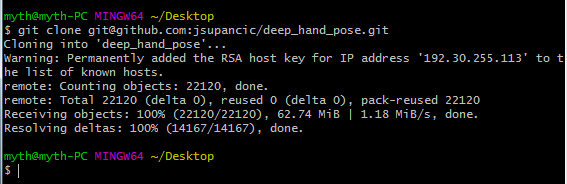 myth@myth-PC MINGW64 ~/Desktop
$ git clone git@github.com:jsupancic/deep_hand_pose.git
Cloning into 'deep_hand_pose'...
Warning: Permanently added the RSA host key for IP address '192.30.255.113' to t
he list of known hosts.
remote: Counting objects: 22120, done.
remote: Total 22120 (delta 0), reused 0 (delta 0), pack-reused 22120
Receiving objects: 100% (22120/22120), 62.74 MiB | 1.18 MiB/s, done.
Resolving deltas: 100% (14167/14167), done.
myth@myth-PC MINGW64 ~/Desktop
$